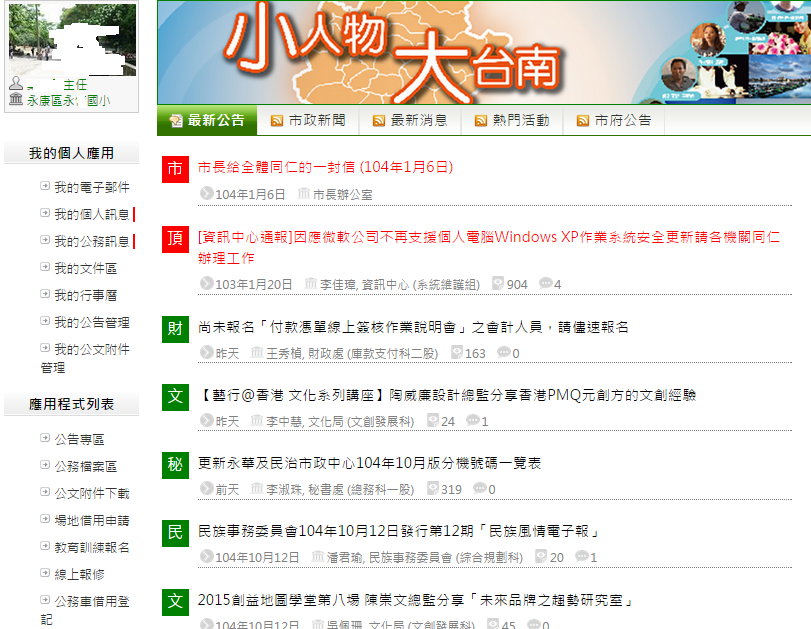 小人物
大台南
主任
永康區永 國小
最新公告
市政新聞
最新消息
熱門活動
市府公告
我的個人應用
我的電子郵件
我的個人訊息
我的公務訊息
我的文件區
我的行事曆
我的公告管理
我的公文附件
管理
應用程式列表
公告專區
公務檔案區
公文附件下載
場地借用申請
教育訓練報名
線上報修
公務車借用登
記
市 市長給全體同仁的一封信 (104年1月6日)
104年1月6日 市長辦公室
頂 [資訊中心通報]因應微軟公司不再支援個人電腦Windows XP作業系統安全更新請各機關同仁
辦理工作
103年1月20日 李佳瑋, 資訊中心 (系統維護組) 904 4
財 尚未報名「付款憑單線上簽核作業說明會」之會計人員，請儘速報名
昨天 王秀楨, 財政處 (庫款支付科二股) 163 0
文 【藝行@香港 文化系列講座】陶威廉設計總監分享香港PMQ元創方的文創經驗
昨天 李中慧, 文化局 (文創發展科) 24 1
秘 更新永華及民治市政中心104年10月版分機號碼一覽表
前天 李淑珠, 秘書處 (總務科一股) 319 0
民 民族事務委員會104年10月12日發行第12期「民族風情電子報」
104年10月12日 潘君瑜, 民族事務委員會 (綜合規劃科) 20 1
文 2015創益地圖學堂第八場 陳崇文總監分享「未來品牌之趨勢研究室」
104年10月12日 吳佩珊, 文化局 (文創發展科) 45 0